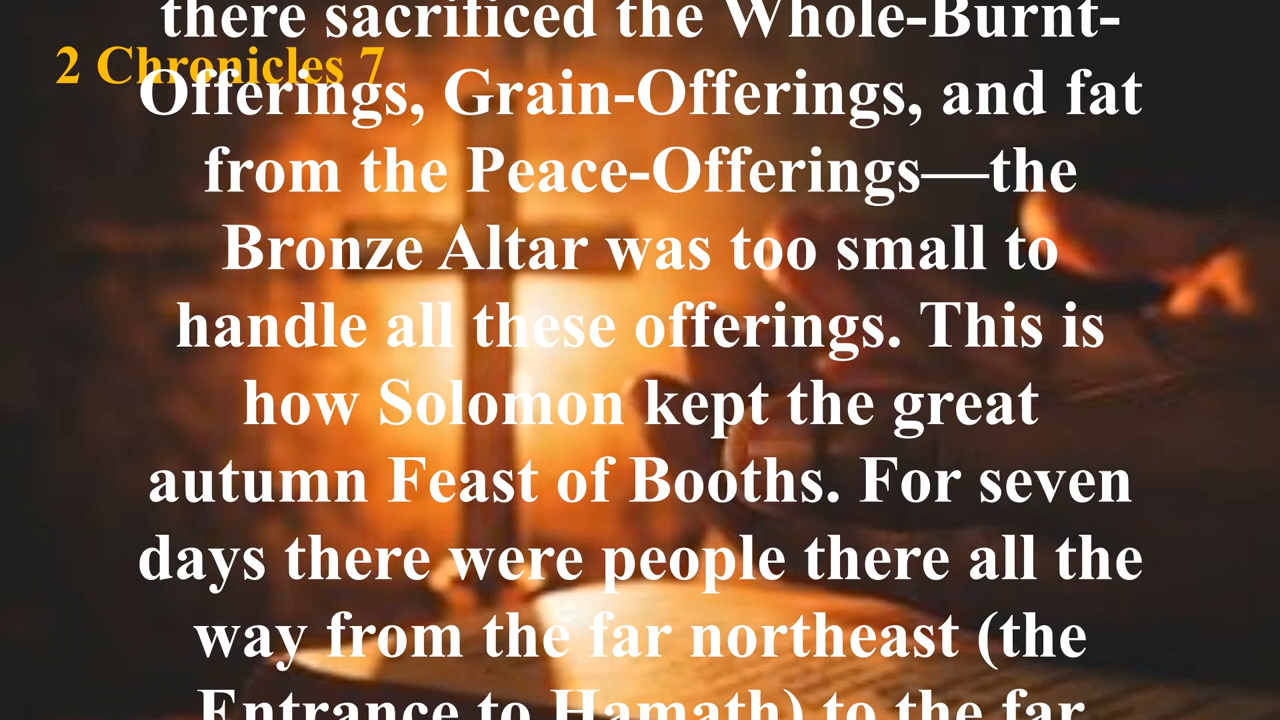 there sacrificed the Whole-Burnt-
2 Chronicles 7
Offerings, Grain-Offerings, and fat
from the Peace-Offerings—the
Bronze Altar was too small to
handle all these offerings. This is
how Solomon kept the great
autumn Feast of Booths. For seven
days there were people there all the
way from the far northeast (the
Entrance to Hamath) to the far